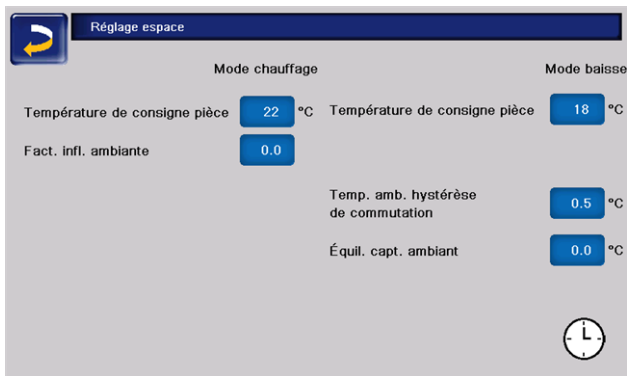 Réglage espace
Mode chauffage
Mode baisse
Température de consigne pièce 22 °C
Température de consigne pièce 18 °C
Fact. infl. ambiante 0.0
Temp. amb. hystérèse
de commutation 0.5 °C
Équil. capt. ambiant 0.0 °C